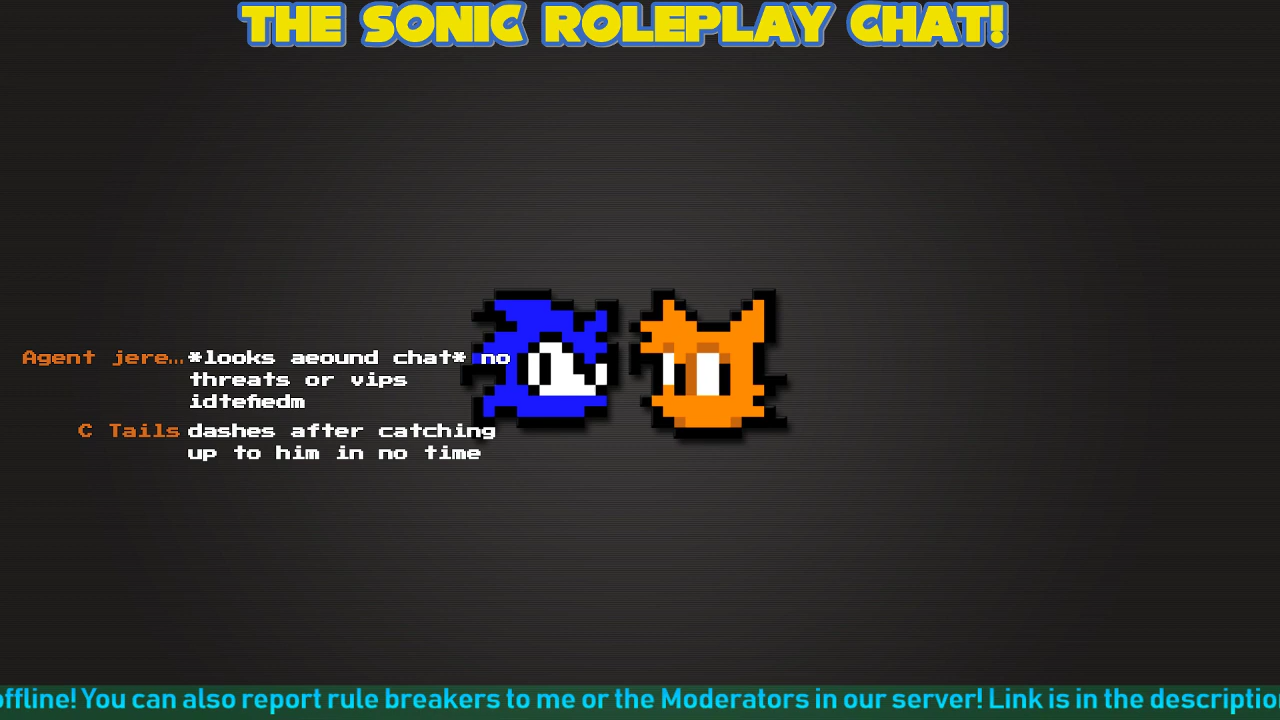 THE SONIC ROLEPLAY CHAT!
Agent jere… *looks aeound chat* no
threats or vips
idtefiedm
C Tails dashes after catching
up to him in no time
offline! You can also report rule breakers to me or the Moderators in our server! Link is in the descriptio